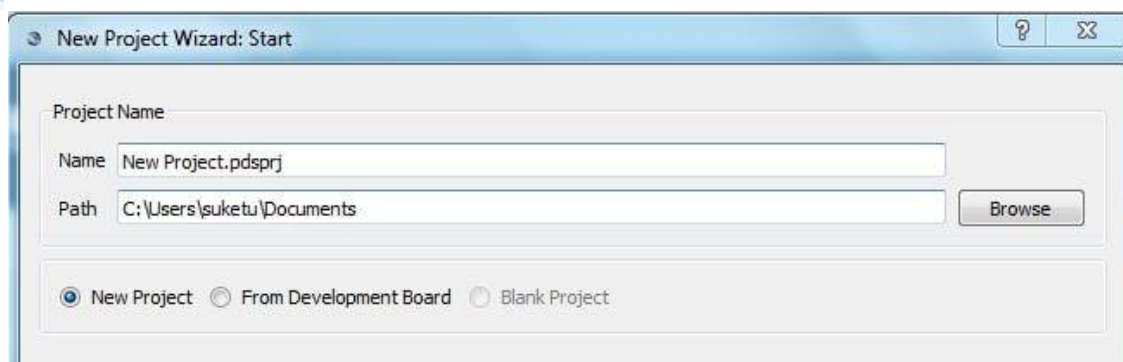 New Project Wizard: Start
Project Name
Name New Project.pdsprj
Path C:\Users\suketu\Documents Browse
New Project From Development Board Blank Project